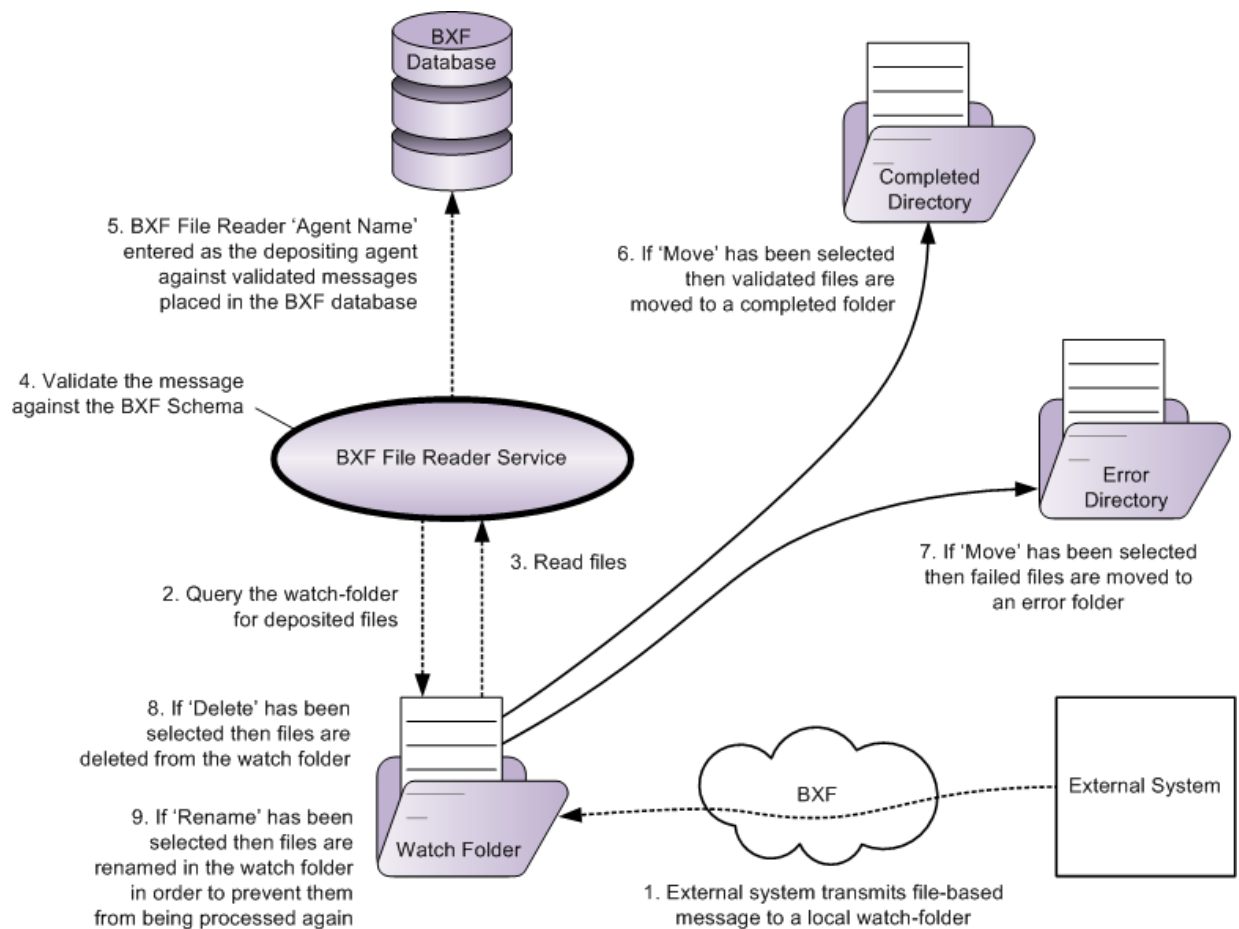 BXF
Database
Completed
Directory
5. BXF File Reader ‘Agent Name’
entered as the depositing agent
against validated messages
placed in the BXF database
6. If ‘Move’ has been selected
then validated files are
moved to a completed folder
4. Validate the message
against the BXF Schema
BXF File Reader Service
Error
Directory
7. If ‘Move’ has been selected
then failed files are moved to
an error folder
3. Read files
2. Query the watch-folder
for deposited files
8. If ‘Delete’ has been
selected then files are
deleted from the watch folder
9. If ‘Rename’ has been
selected then files are
renamed in the watch folder
in order to prevent them
from being processed again
Watch Folder
BXF
External System
1. External system transmits file-based
message to a local watch-folder